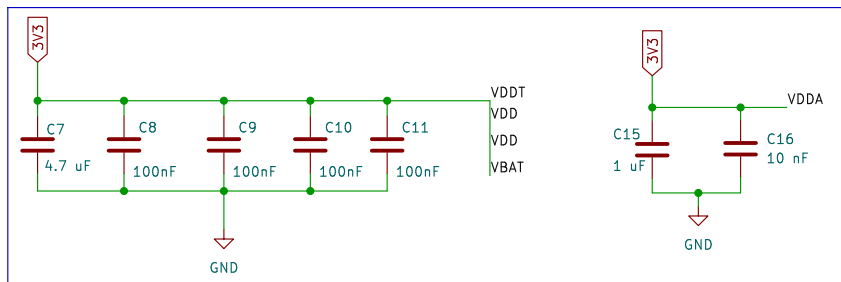 3V3
VDDT
VDD
VDD
VBAT
C7
4.7 uF
C8
100nF
C9
100nF
C10
100nF
C11
100nF
GND
3V3
VDDA
C15
1 uF
C16
10 nF
GND